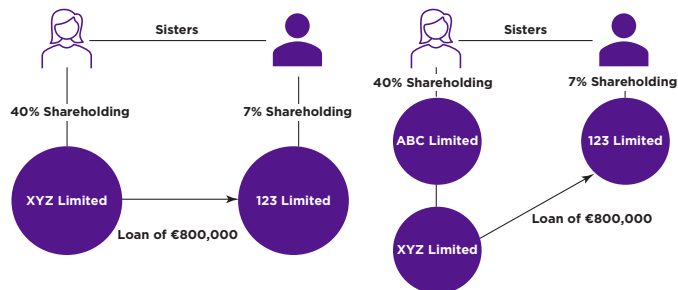 Sisters
40% Shareholding
7% Shareholding
XYZ Limited
123 Limited
Loan of €800,000
Sisters
40% Shareholding
7% Shareholding
ABC Limited
123 Limited
Loan of €800,000
XYZ Limited